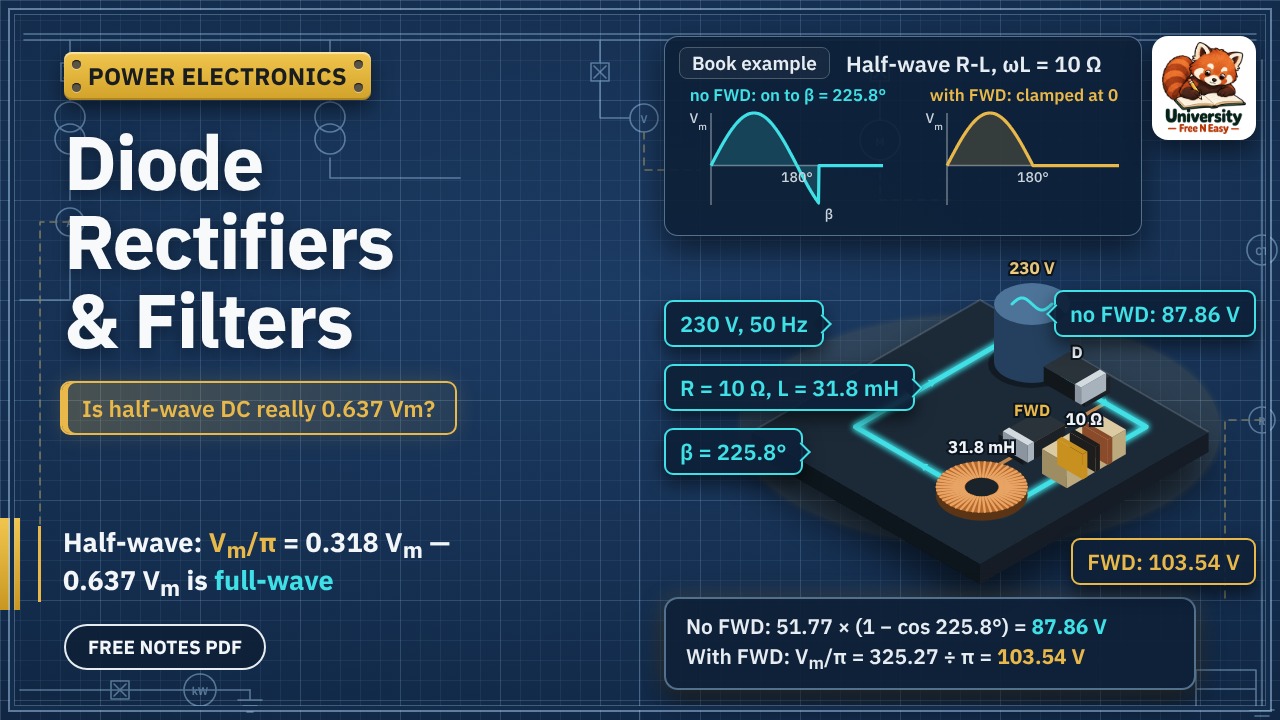 POWER ELECTRONICS
Diode
Rectifiers
& Filters
Is half-wave DC really 0.637 Vm?
Half-wave: Vm/π = 0.318 Vm –
0.637 Vm is full-wave
FREE NOTES PDF
kW
V
Book example
Half-wave R-L, ωL = 10 Ω
no FWD: on to β = 225.8°
with FWD: clamped at 0
Vm
180°
β
Vm
180°
University
— Free N Easy —
230 V
230 V, 50 Hz
no FWD: 87.86 V
D
R = 10 Ω, L = 31.8 mH
FWD
10 Ω
β = 225.8°
31.8 mH
FWD: 103.54 V
No FWD: 51.77 × (1 − cos 225.8°) = 87.86 V
With FWD: Vm/π = 325.27 ÷ π = 103.54 V